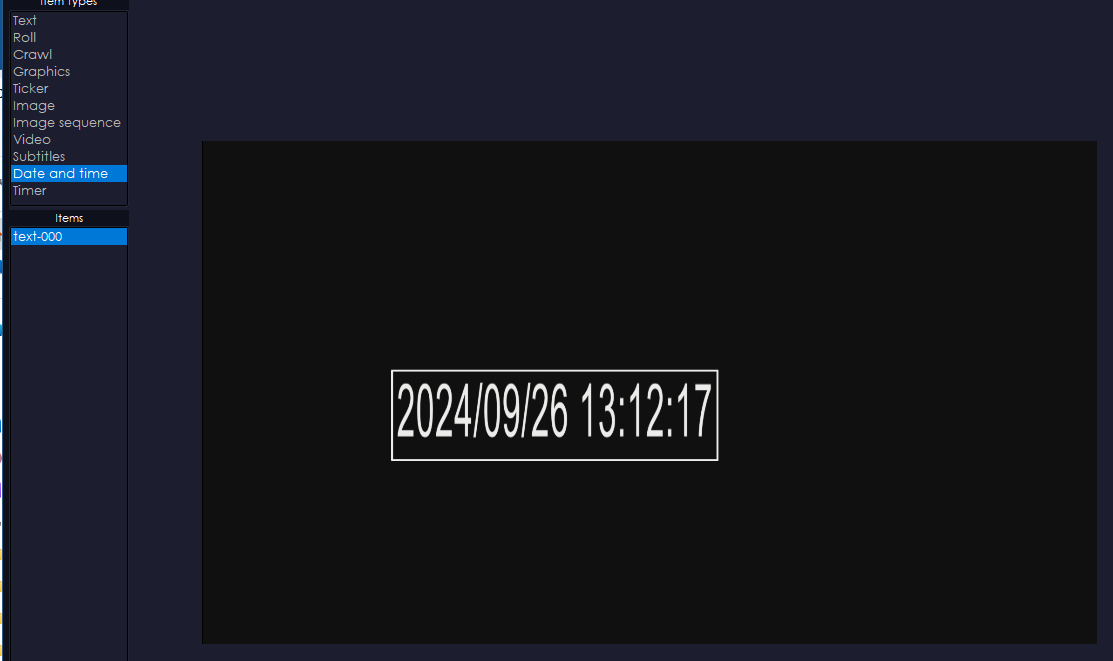 Item Types
Text
Roll
Crawl
Graphics
Ticker
Image
Image sequence
Video
Subtitles
Date and time
Timer
Items
text-000
2024/09/26 13:12:17